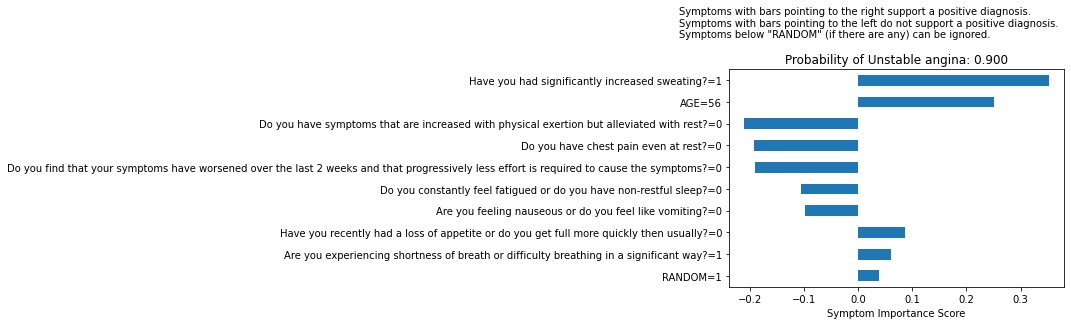 Symptoms with bars pointing to the right support a positive diagnosis.
Symptoms with bars pointing to the left do not support a positive diagnosis.
Symptoms below "RANDOM" (if there are any) can be ignored.
Probability of Unstable angina: 0.900
Have you had significantly increased sweating?=1
AGE=56
Do you have symptoms that are increased with physical exertion but alleviated with rest?=0
Do you have chest pain even at rest?=0
Do you find that your symptoms have worsened over the last 2 weeks and that progressively less effort is required to cause the symptoms?=0
Do you constantly feel fatigued or do you have non-restful sleep?=0
Are you feeling nauseous or do you feel like vomiting?=0
Have you recently had a loss of appetite or do you get full more quickly then usually?=0
Are you experiencing shortness of breath or difficulty breathing in a significant way?=1
RANDOM=1
−0.2 −0.1 0.0 0.1 0.2 0.3
Symptom Importance Score